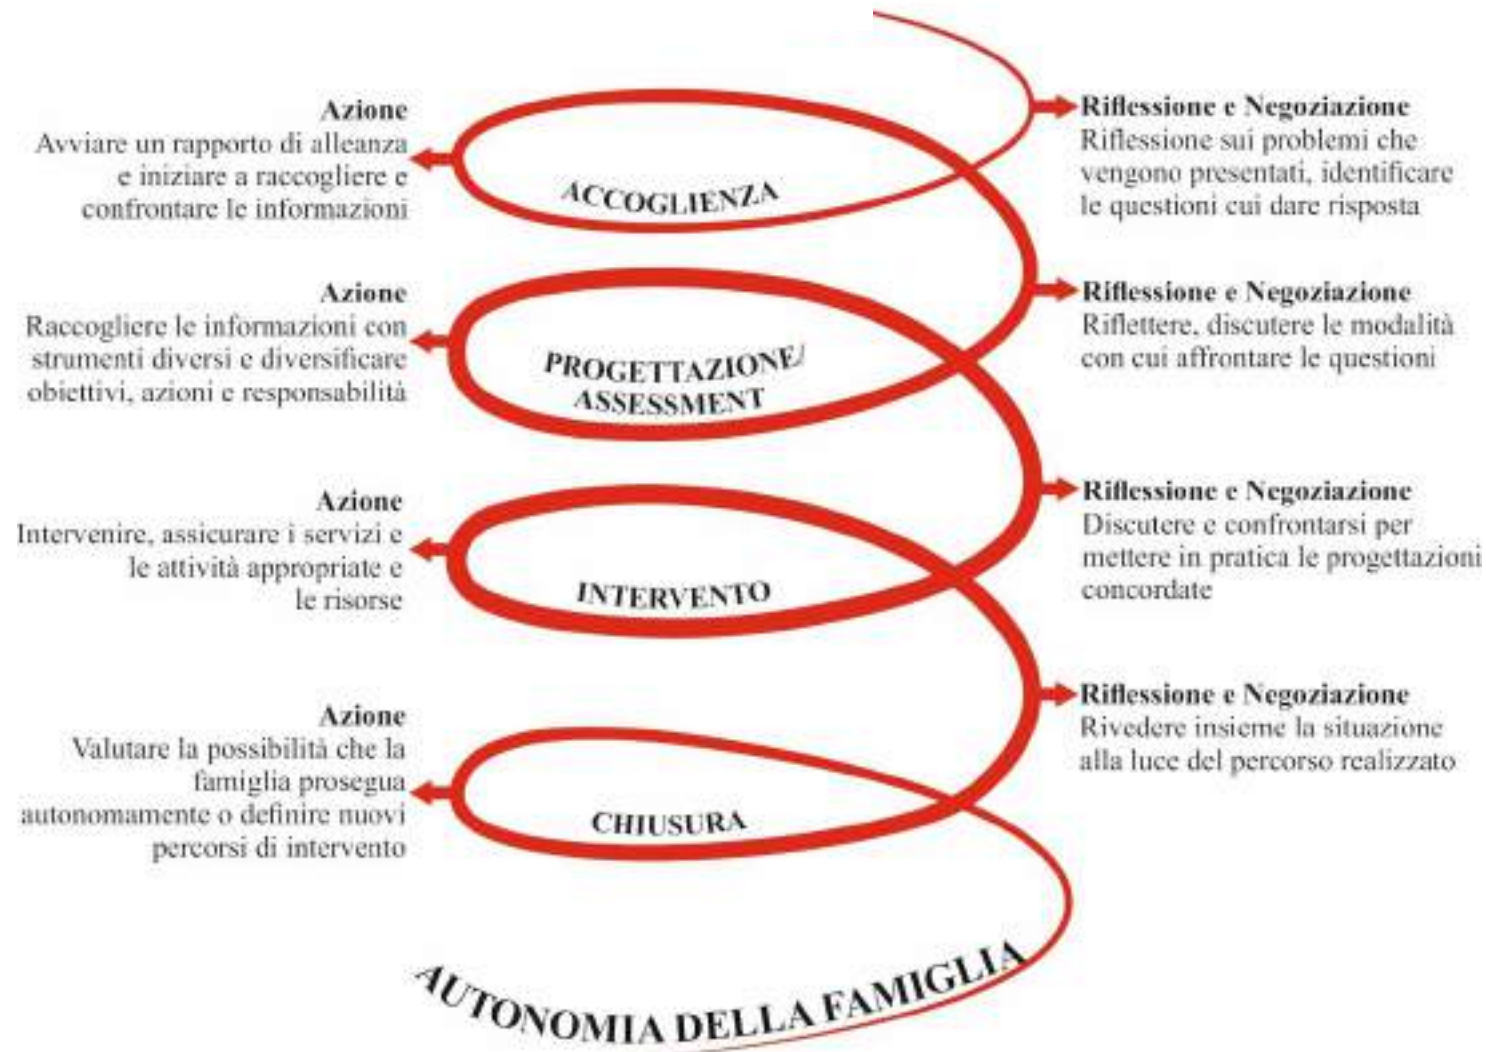 Azione
Avviare un rapporto di alleanza
e iniziare a raccogliere e
confrontare le informazioni
ACCOGLIENZA
Riflessione e Negoziazione
Riflessione sui problemi che
vengono presentati, identificare
le questioni cui dare risposta
Azione
Raccogliere le informazioni con
strumenti diversi e diversificare
obiettivi, azioni e responsabilità
PROGETTAZIONE/
ASSESSMENT
Riflessione e Negoziazione
Riflettere, discutere le modalità
con cui affrontare le questioni
Azione
Intervenire, assicurare i servizi e
le attività appropriate e
le risorse
INTERVENTO
Riflessione e Negoziazione
Discutere e confrontarsi per
mettere in pratica le progettazioni
concordate
Azione
Valutare la possibilità che la
famiglia prosegua
autonomamente o definire nuovi
percorsi di intervento
CHIUSURA
Riflessione e Negoziazione
Rivedere insieme la situazione
alla luce del percorso realizzato
AUTONOMIA DELLA FAMIGLIA